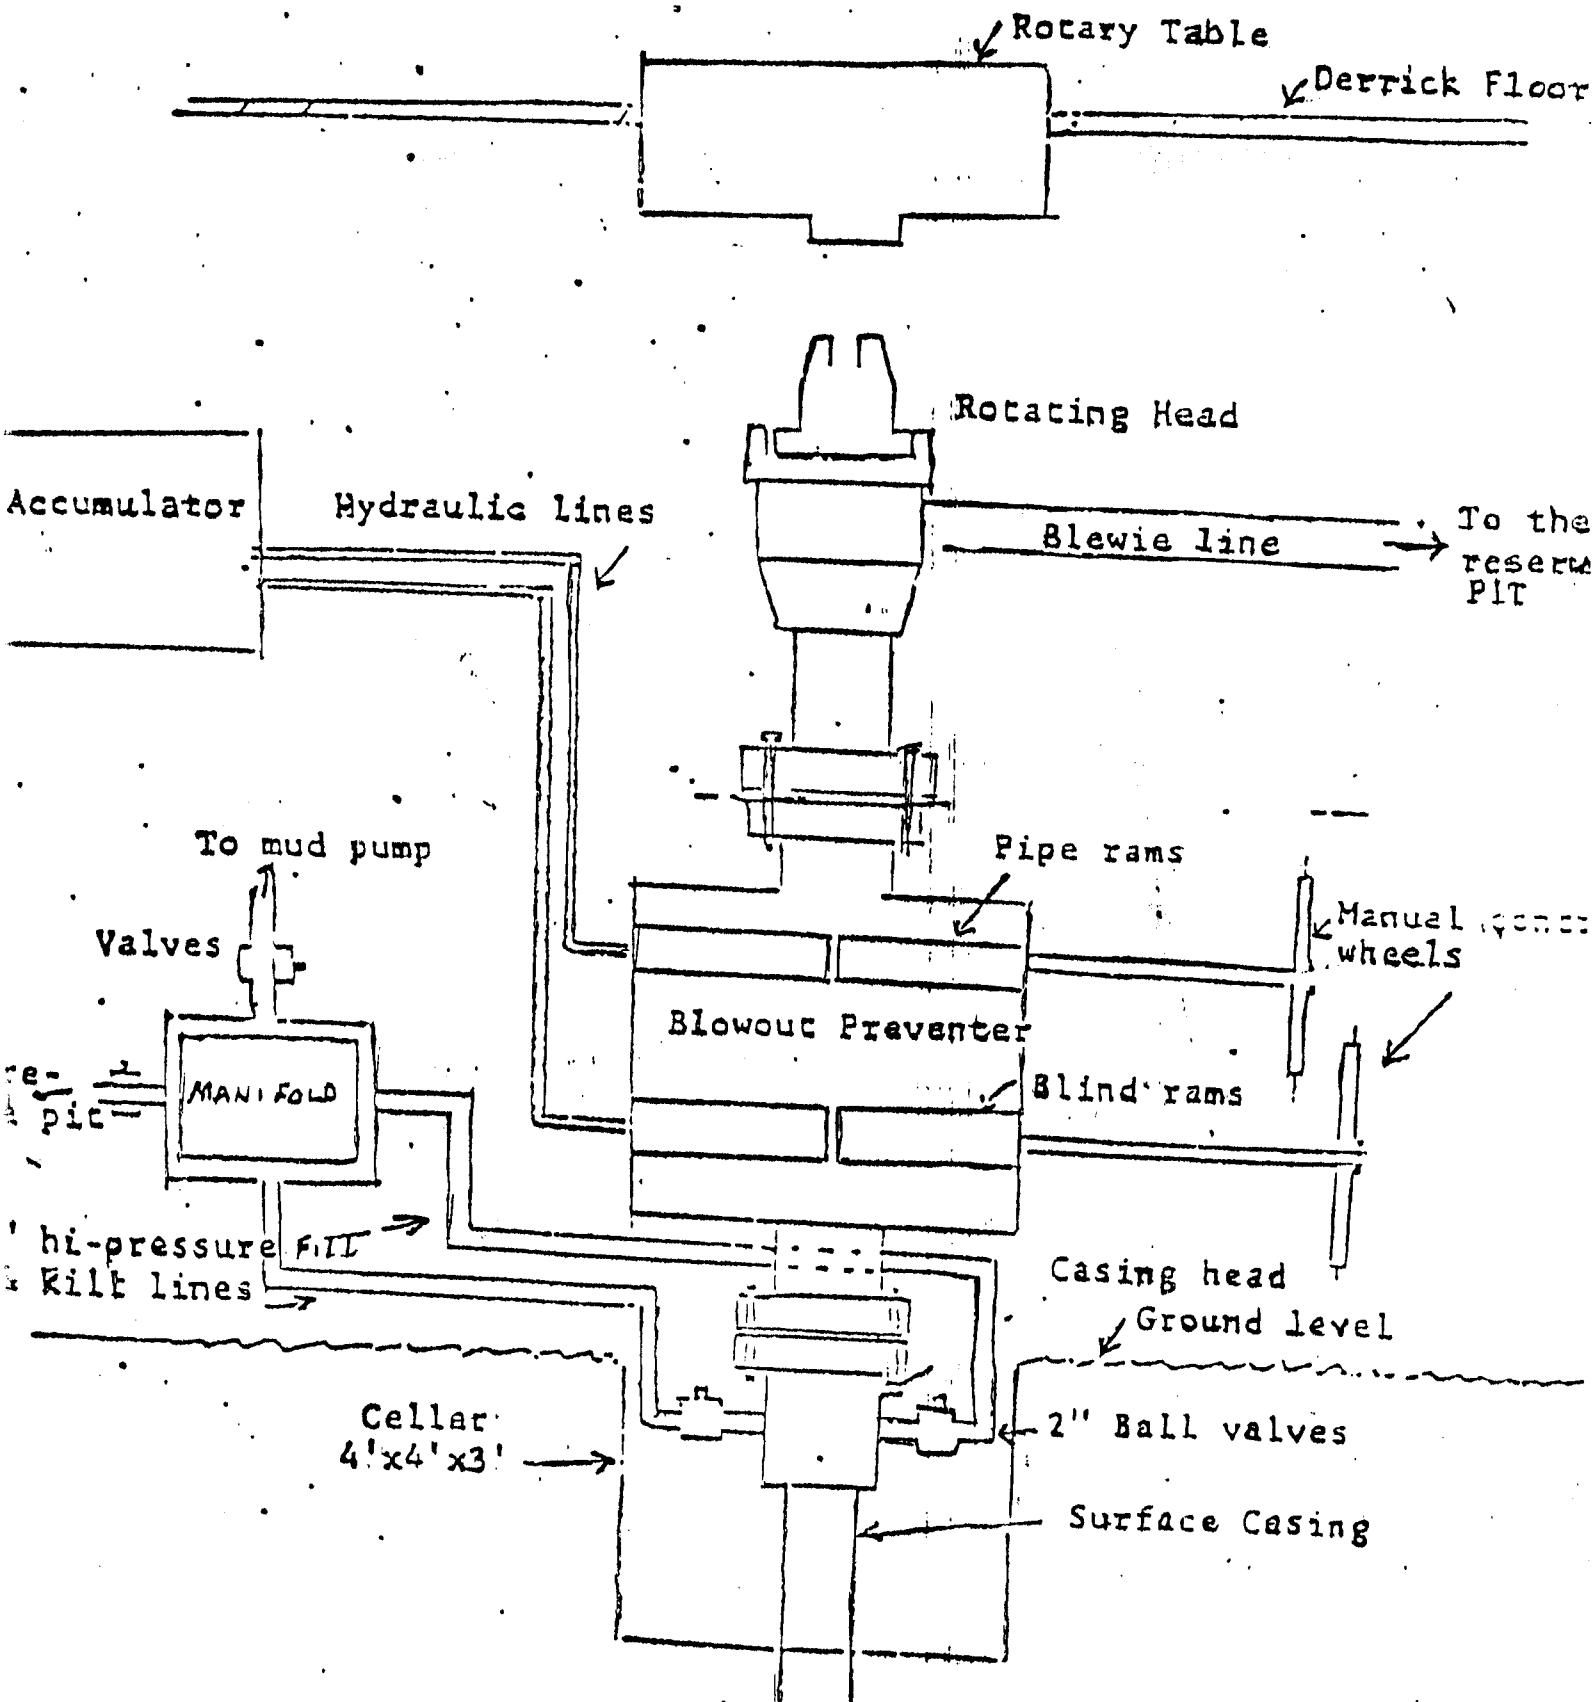 Rotary Table
Derrick Floor
Rotating Head
Accumulator
Hydraulic lines
Blewie line
To the
PIT
To mud pump
Pipe rams
Valves
Manual
wheels
Blowout Preventer
MANIFOLD
re-
pit
Blind rams
hi-pressure FILL
Kill lines
Casing head
Ground level
Cellar
4'x4'x3'
2" Ball valves
Surface Casing